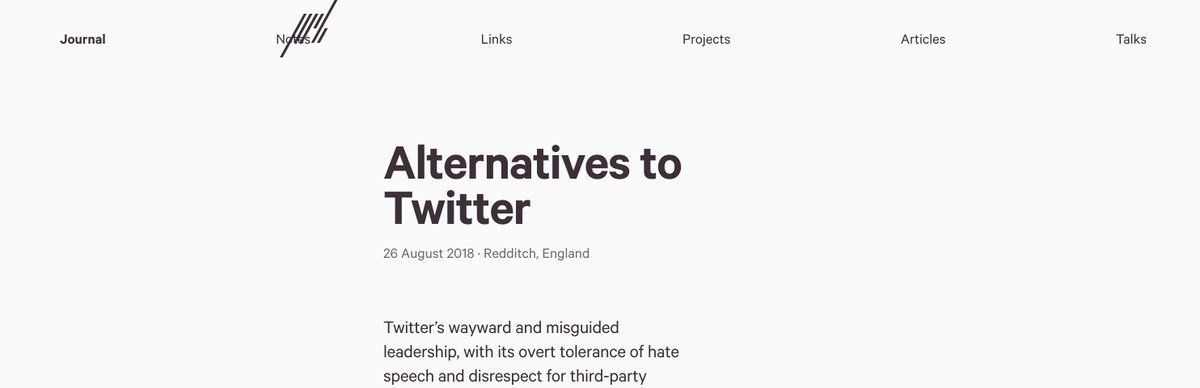 Journal Notes Links Projects Articles Talks
Alternatives to
Twitter
26 August 2018 · Redditch, England
Twitter’s wayward and misguided
leadership, with its overt tolerance of hate
speech and disrespect for third-party